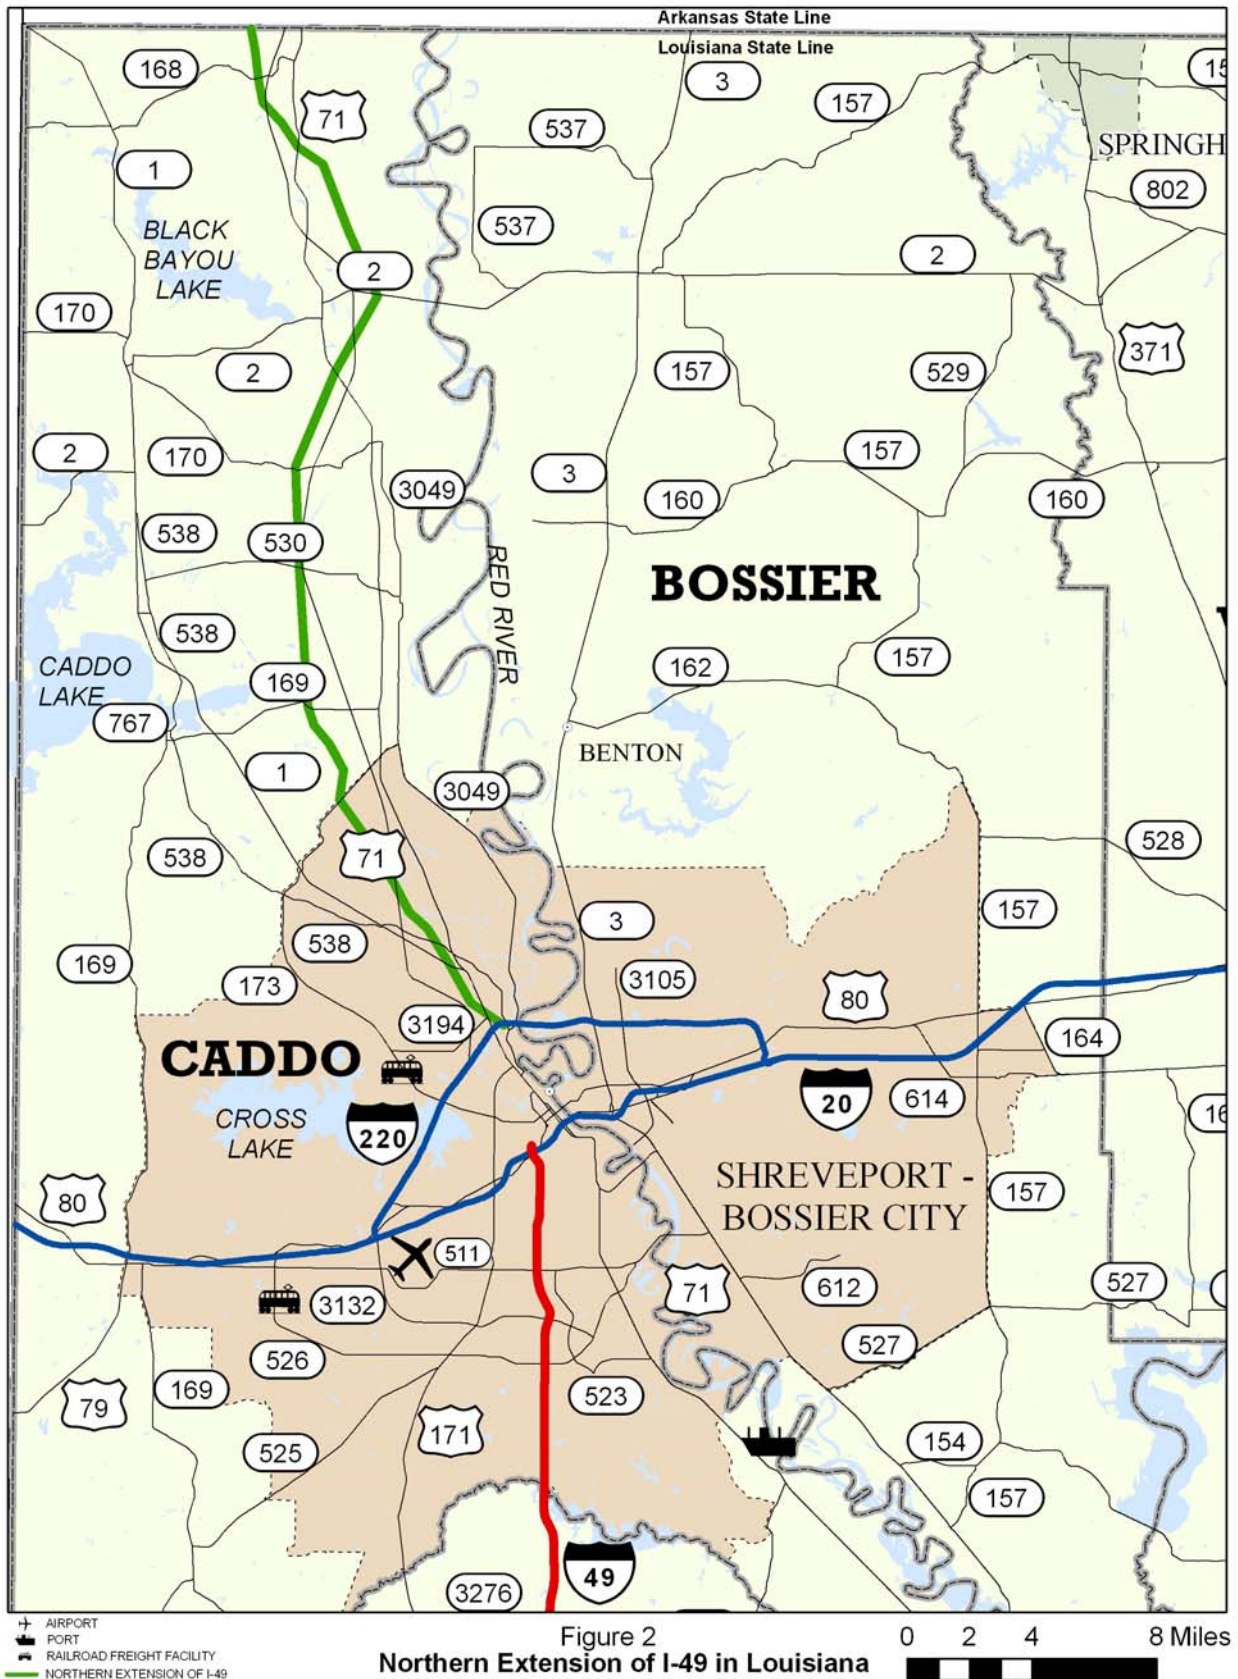 Arkansas State Line
Louisiana State Line
168
3
15
71
157
537
SPRINGH
1
802
537
BLACK
BAYOU
LAKE
2
2
170
371
2
157
529
2
170
157
3
3049
160
160
538
530
RED RIVER
BOSSIER
538
162
157
CADDO
LAKE
169
767
BENTON
1
3049
538
71
528
157
3
538
169
173
3105
80
3194
164
CADDO
20
614
CROSS
LAKE
220
16
SHREVEPORT -
BOSSIER CITY
80
157
511
71
612
527
3132
526
527
169
79
523
171
525
154
157
49
3276
AIRPORT
PORT
RAILROAD FREIGHT FACILITY
NORTHERN EXTENSION OF I-49
Figure 2
Northern Extension of I-49 in Louisiana
0 2 4 8 Miles